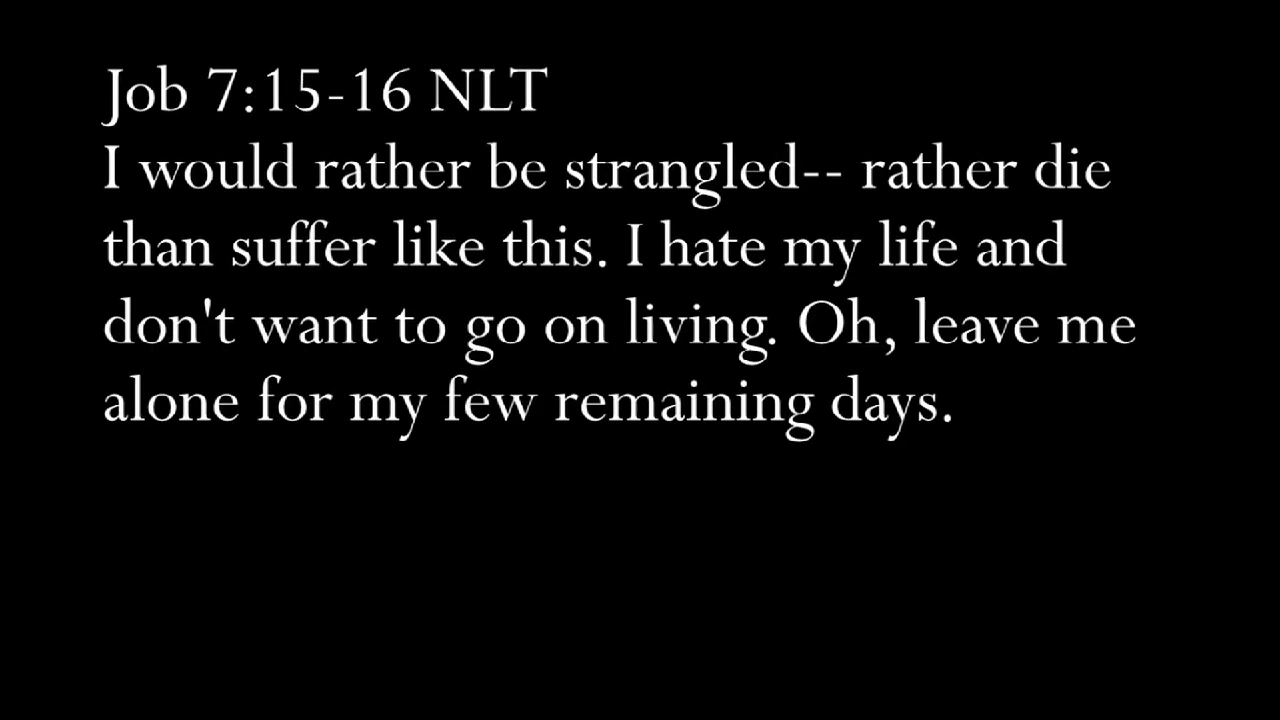 Job 7:15-16 NLT
I would rather be strangled-- rather die
than suffer like this. I hate my life and
don't want to go on living. Oh, leave me
alone for my few remaining days.